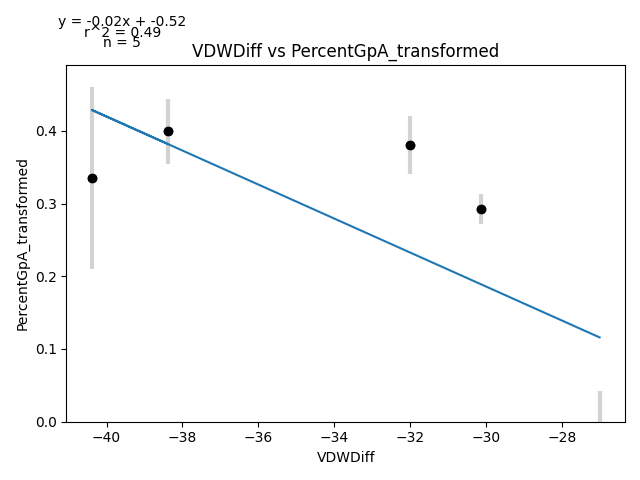 y = -0.02x + -0.52
r^2 = 0.49
n = 5
VDWDiff vs PercentGpA_transformed
PercentGpA_transformed
0.4
0.3
0.2
0.1
0.0
−40 −38 −36 −34 −32 −30 −28
VDWDiff